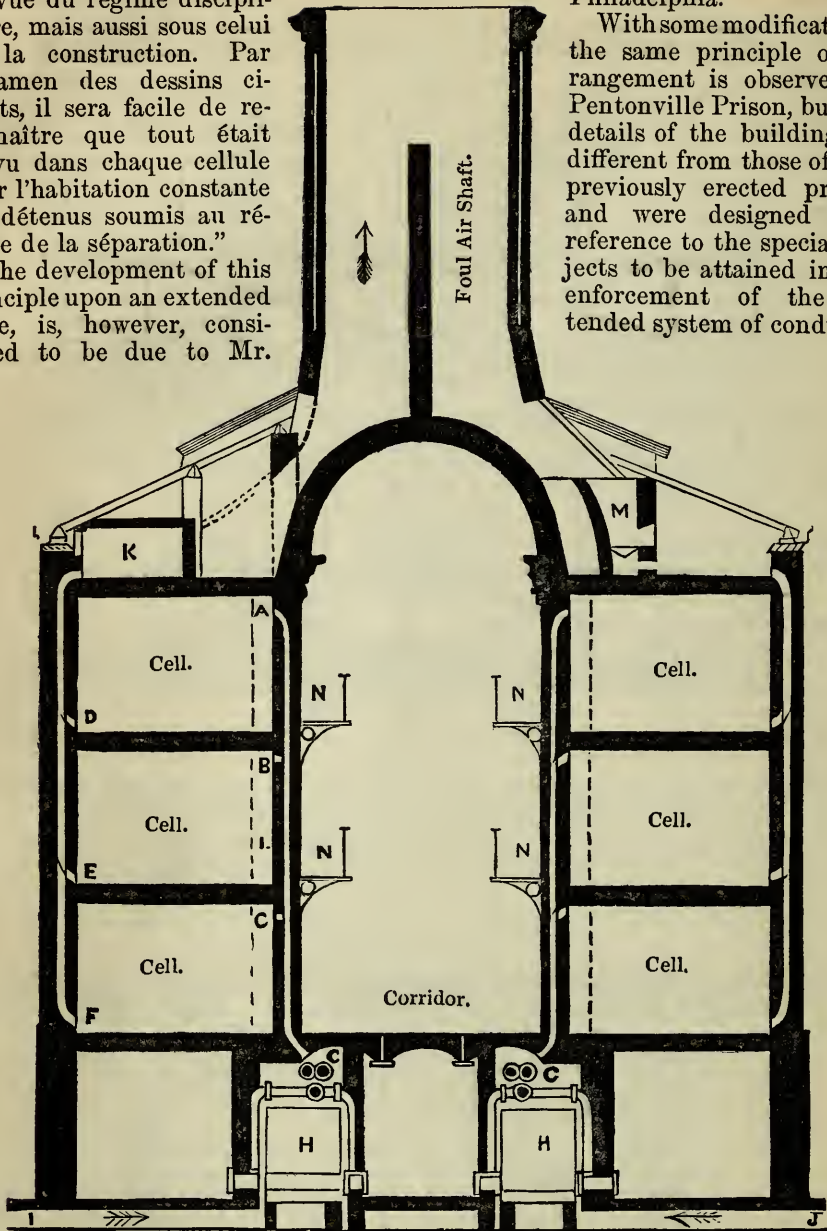 vue du régime discipli-
re, mais aussi sous celui
la construction. Par
amen des dessins ci-
ts, il sera facile de re-
naître que tout était
vu dans chaque cellule
r l'habitation constante
détenus soumis au ré-
e de la séparation.”
he development of this
nciple upon an extended
e, is, however, consi-
ed to be due to Mr.
Philadelphia.
With some modificat
the same principle o
rangement is observe
Pentonville Prison, bu
details of the building
different from those of
previously erected pr
and were designed
reference to the specia
jects to be attained in
enforcement of the
tended system of cond
Foul Air Shaft.
K
M
A
Cell.
Cell.
N
N
D
B
Cell.
Cell.
N
N
E
C
Cell.
Cell.
Corridor.
F
C
C
H
H
I
J